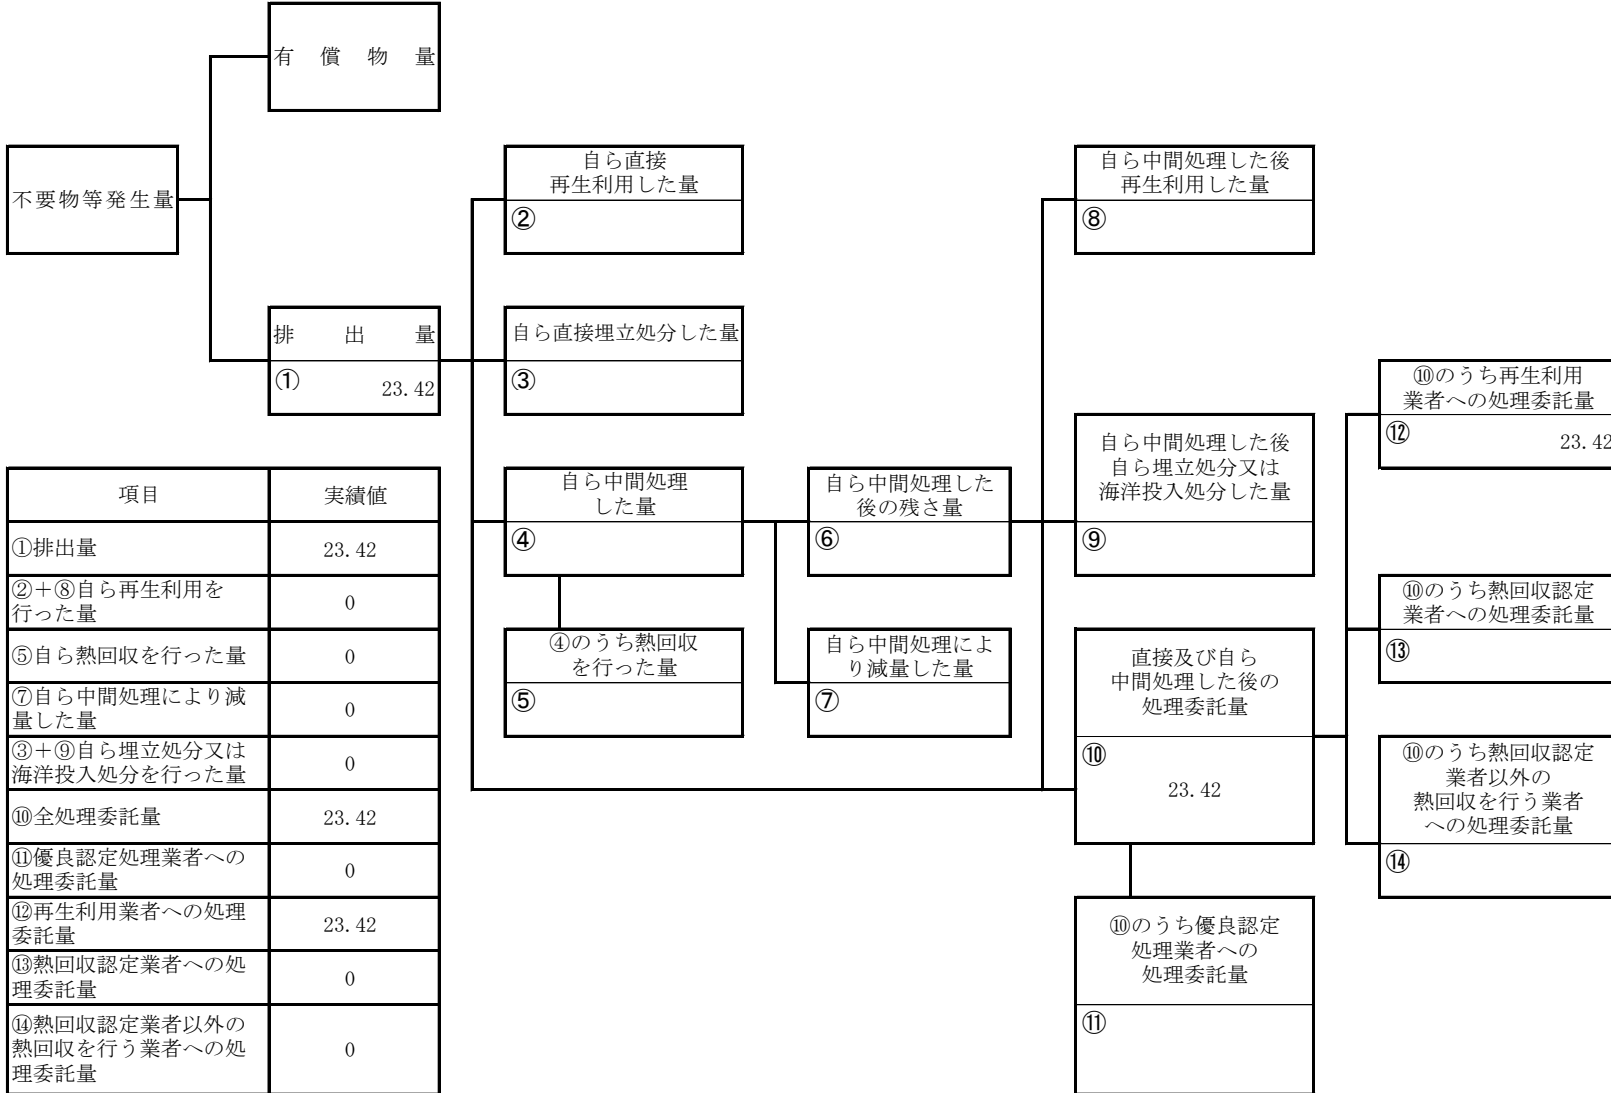 有償物量
不要物等発生量
自ら直接
再生利用した量
②
自ら中間処理した後
再生利用した量
⑧
排出量
①
23.42
自ら直接埋立処分した量
③
⑩のうち再生利用
業者への処理委託量
⑫
23.42
自ら中間処理した後
自ら埋立処分又は
海洋投入処分した量
⑨
自ら中間処理
した量
④
自ら中間処理した
後の残さ量
⑥
④のうち熱回収
を行った量
⑤
自ら中間処理によ
り減量した量
⑦
⑩のうち熱回収認定
業者への処理委託量
⑬
直接及び自ら
中間処理した後の
処理委託量
⑩
23.42
⑩のうち熱回収認定
業者以外の
熱回収を行う業者
への処理委託量
⑭
⑩のうち優良認定
処理業者への
処理委託量
⑪
項目 実績値
①排出量 23.42
②+⑧自ら再生利用を
行った量 0
⑤自ら熱回収を行った量 0
⑦自ら中間処理により減
量した量 0
③+⑨自ら埋立処分又は
海洋投入処分を行った量 0
⑩全処理委託量 23.42
⑪優良認定処理業者への
処理委託量 0
⑫再生利用業者への処理
委託量 23.42
⑬熱回収認定業者への処
理委託量 0
⑭熱回収認定業者以外の
熱回収を行う業者への処
理委託量 0